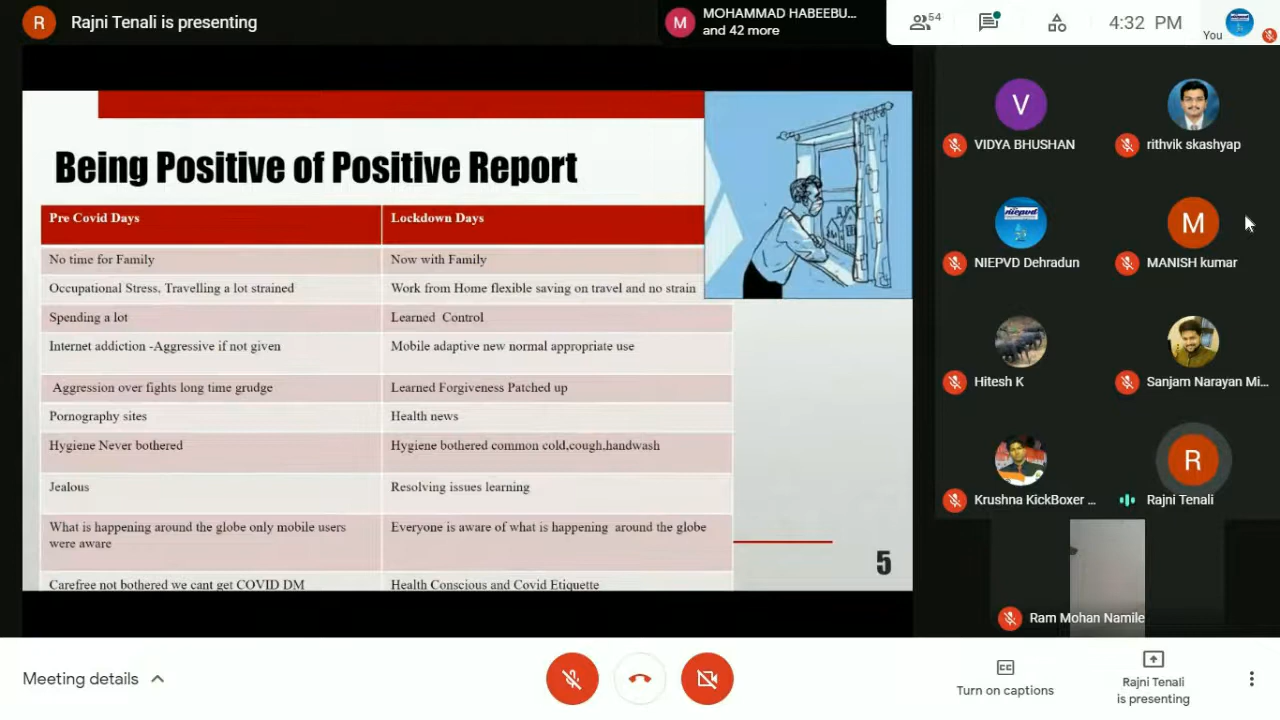 R Rajni Tenali is presenting
M MOHAMMAD HABEEBU...
and 42 more
54
4:32 PM
You
Being Positive of Positive Report
Pre Covid Days Lockdown Days
No time for Family Now with Family
Occupational Stress, Travelling a lot strained Work from Home flexible saving on travel and no strain
Spending a lot Learned Control
Internet addiction -Aggressive if not given Mobile adaptive new normal appropriate use
Aggression over fights long time grudge Learned Forgiveness Patched up
Pornography sites Health news
Hygiene Never bothered Hygiene bothered common cold,cough,handwash
Jealous Resolving issues learning
What is happening around the globe only mobile users Everyone is aware of what is happening around the globe
were aware
Carefree not bothered we cant get COVID DM Health Conscious and Covid Etiquette
5
V
VIDYA BHUSHAN
rithvik skashyap
niepvd
NIEPVD Dehradun
M
MANISH kumar
Hitesh K
Sanjam Narayan Mi...
Krushna KickBoxer ...
R
Rajni Tenali
Ram Mohan Namile
Meeting details
CC
Turn on captions
Rajni Tenali
is presenting